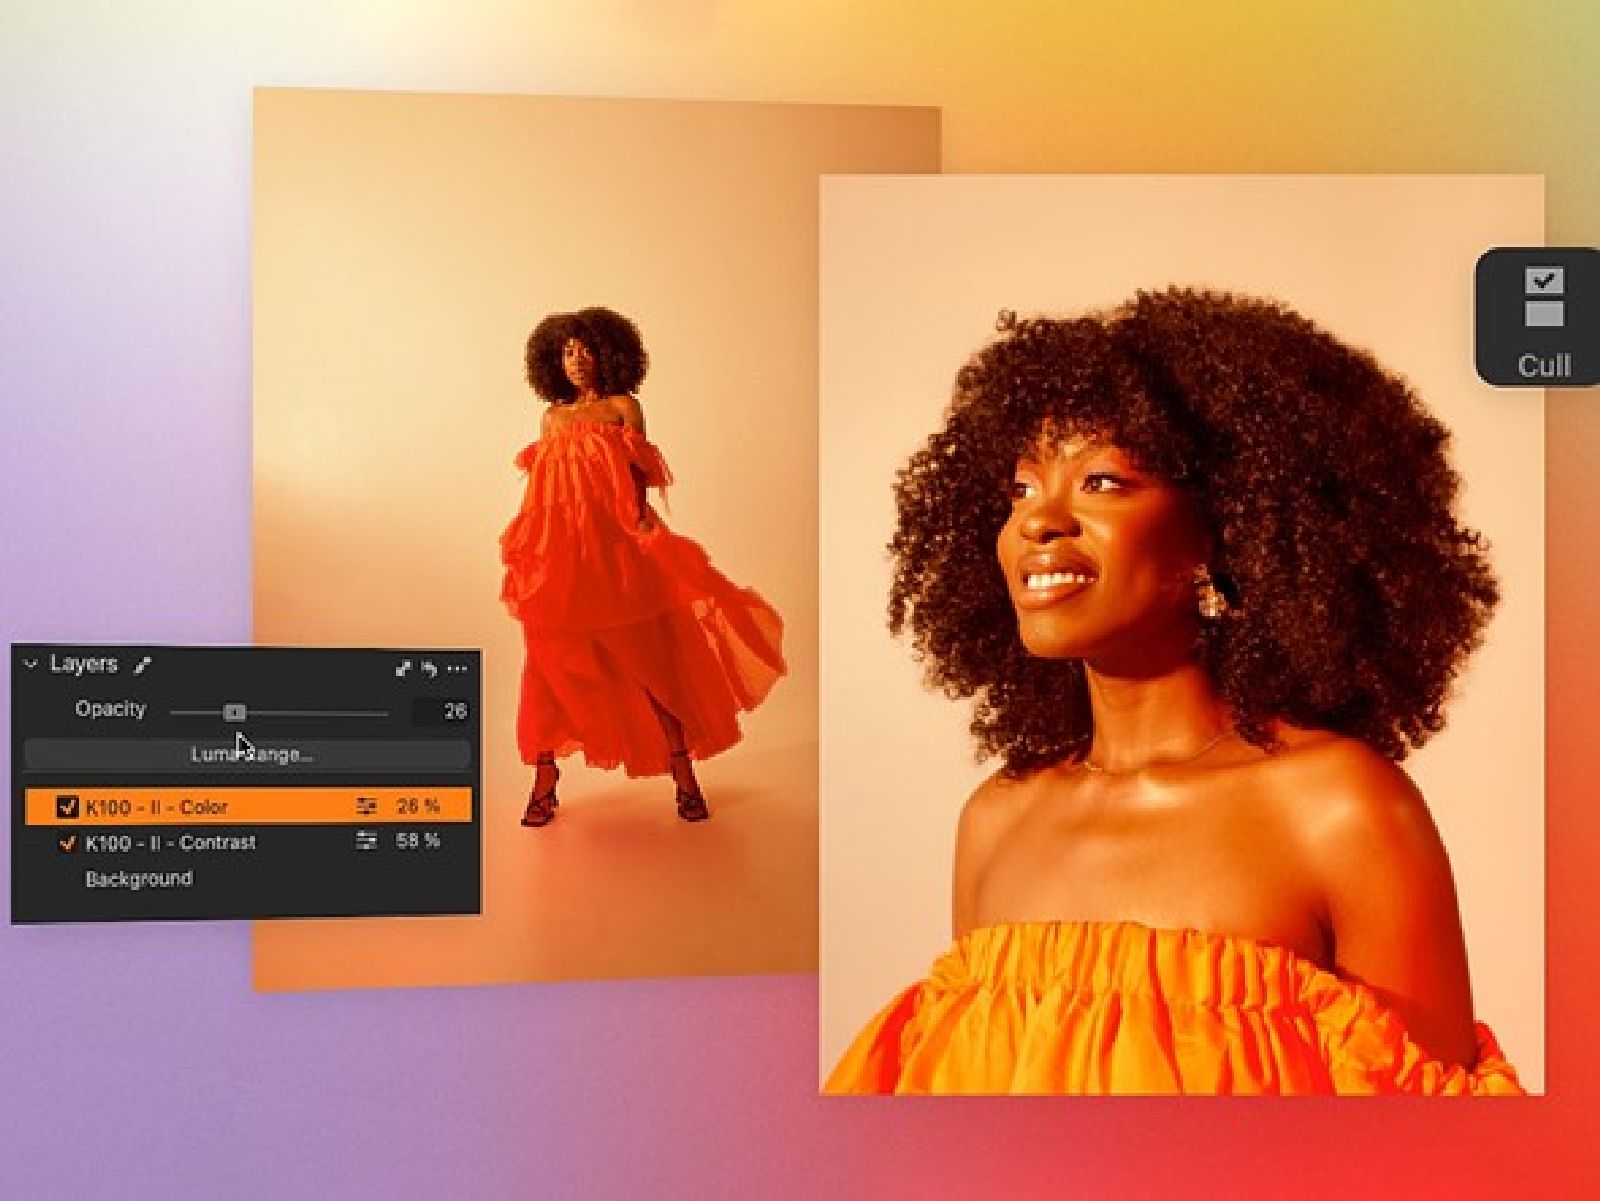 Layers
Opacity 26
Luma Range...
K100 - II - Color 26 %
K100 - II - Contrast 58 %
Background
Cull